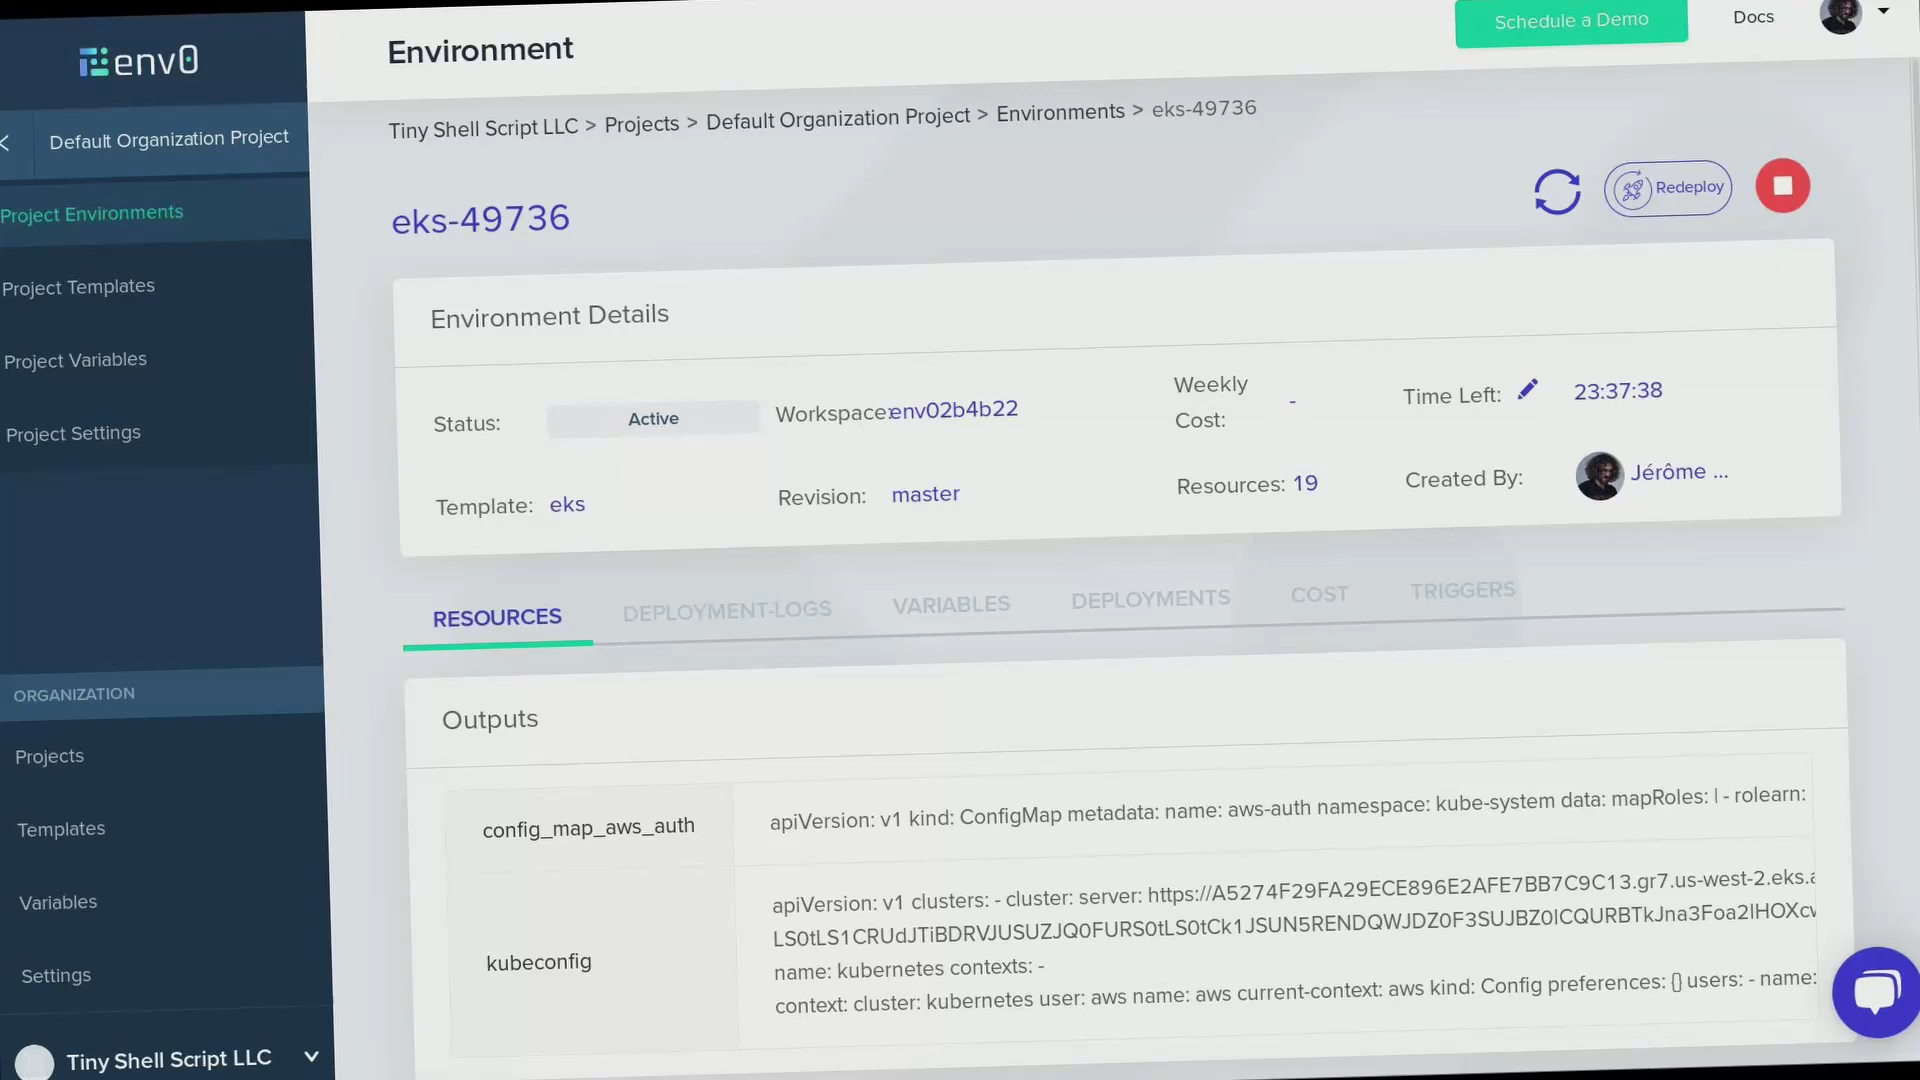 env0
Default Organization Project
Project Environments
Project Templates
Project Variables
Project Settings
ORGANIZATION
Projects
Templates
Variables
Settings
Tiny Shell Script LLC
Environment
Schedule a Demo
Docs
Tiny Shell Script LLC > Projects > Default Organization Project > Environments > eks-49736
eks-49736
Redeploy
Environment Details
Status: Active
Workspace: env02b4b22
Weekly Cost: -
Time Left: 23:37:38
Template: eks
Revision: master
Resources: 19
Created By: Jérôme ...
RESOURCES DEPLOYMENT-LOGS VARIABLES DEPLOYMENTS COST TRIGGERS
Outputs
config_map_aws_auth
apiVersion: v1 kind: ConfigMap metadata: name: aws-auth namespace: kube-system data: mapRoles: | - rolearn:
kubeconfig
apiVersion: v1 clusters: - cluster: server: https://A5274F29FA29ECE896E2AFE7BB7C9C13.gr7.us-west-2.eks.
name: kubernetes contexts: -
context: cluster: kubernetes user: aws name: aws current-context: aws kind: Config preferences: {} users: - name: